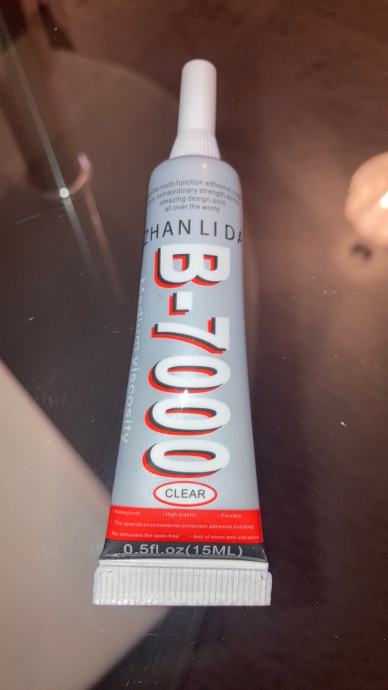 multi-function adhesive
extraordinary strength
amazing design,sold
all over the world
ZHANLIDA
B-7000
Medium viscosity
CLEAR
· Waterproof · High elastic · Flexible
· The special environmental protection adhesive bonding
· No stimulate the taste-free · Acit of scent anti-vibration
0.5fl.oz(15ML)